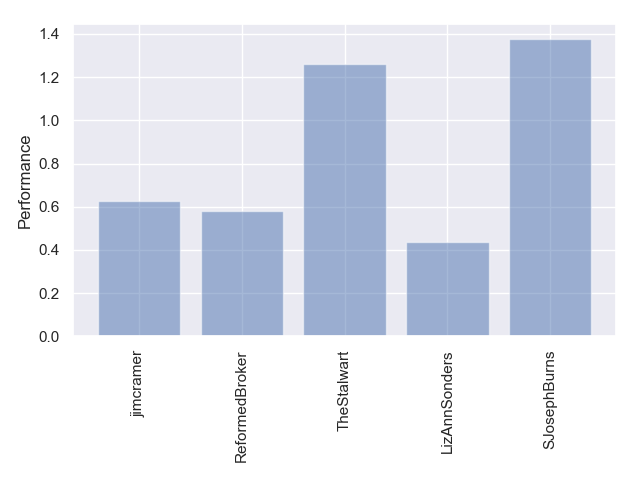 1.4
1.2
1.0
0.8
0.6
0.4
0.2
0.0
Performance
jimcramer
ReformedBroker
TheStalwart
LizAnnSonders
SJosephBurns